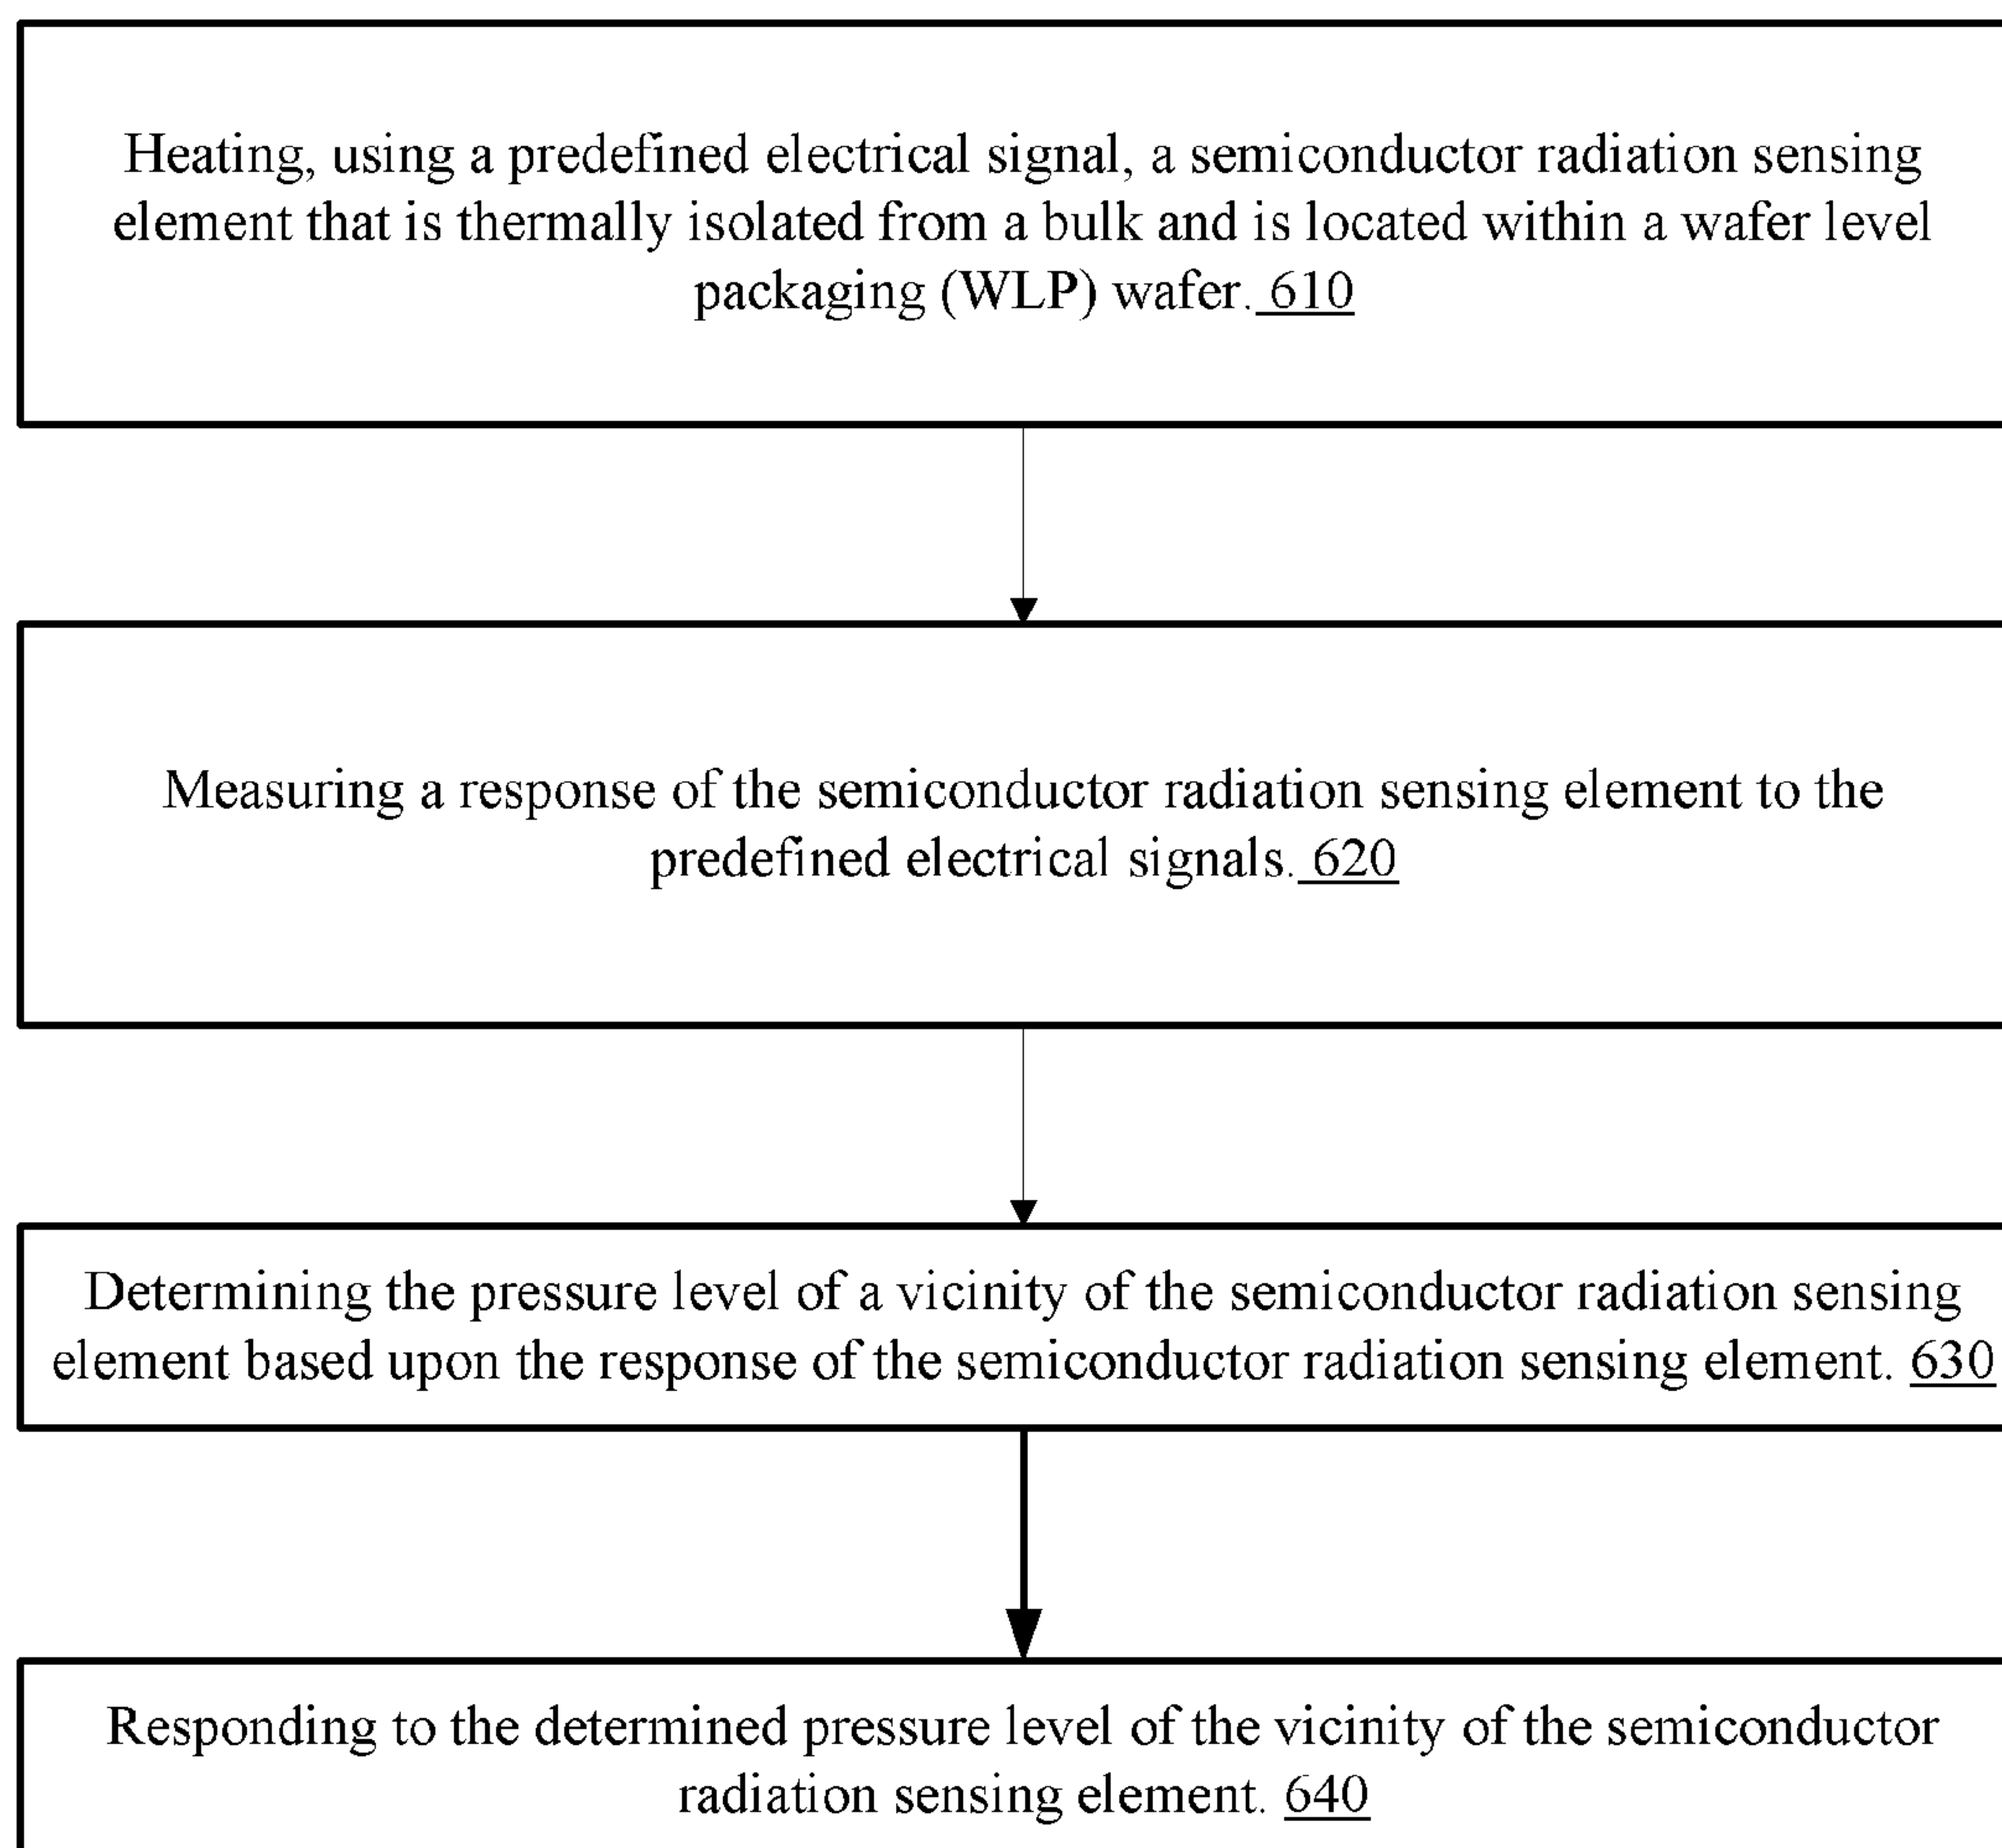 Heating, using a predefined electrical signal, a semiconductor radiation sensing
element that is thermally isolated from a bulk and is located within a wafer level
packaging (WLP) wafer. 610
Measuring a response of the semiconductor radiation sensing element to the
predefined electrical signals. 620
Determining the pressure level of a vicinity of the semiconductor radiation sensing
element based upon the response of the semiconductor radiation sensing element. 630
Responding to the determined pressure level of the vicinity of the semiconductor
radiation sensing element. 640